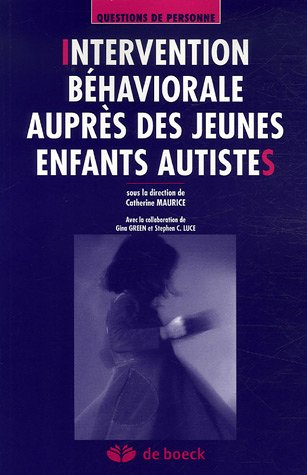 QUESTIONS DE PERSONNE
INTERVENTION
BÉHAVIORALE
AUPRÈS DES JEUNES
ENFANTS AUTISTES
sous la direction de
Catherine MAURICE
Avec la collaboration de
Gina GREEN et Stephen C. LUCE
de boeck